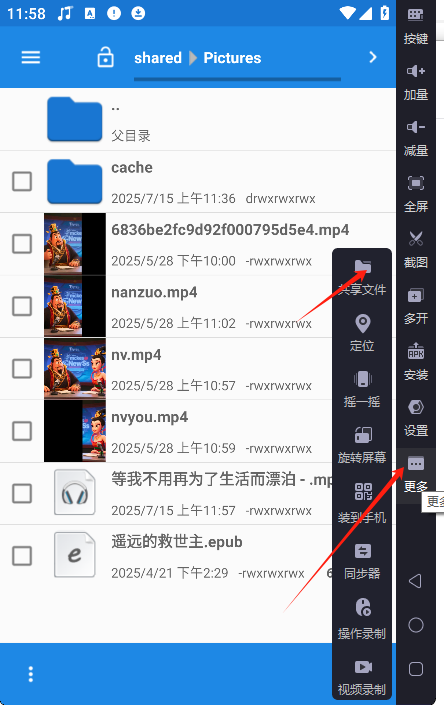 11:58
A
shared
Pictures
..
父目录
cache
2025/7/15 上午11:36 drwxrwxrwx
6836be2fc9d92f000795d5e4.mp4
2025/5/28 下午10:00 -rwxrwxrwx
nanzuo.mp4
2025/5/28 上午11:02 -rwxrwxrwx
nv.mp4
2025/5/28 上午10:57 -rwxrwxrwx
nvyou.mp4
2025/5/28 上午10:59 -rwxrwxrwx
等我不用再为了生活而漂泊 - .mp
2025/7/15 上午11:57 -rwxrwxrwx
遥远的救世主.epub
2025/4/21 下午2:29 -rwxrwxrwx 6
共享文件
定位
摇一摇
旋转屏幕
装到手机
同步器
操作录制
视频录制
按键
加量
减量
全屏
截图
多开
APK
安装
设置
更多
更多